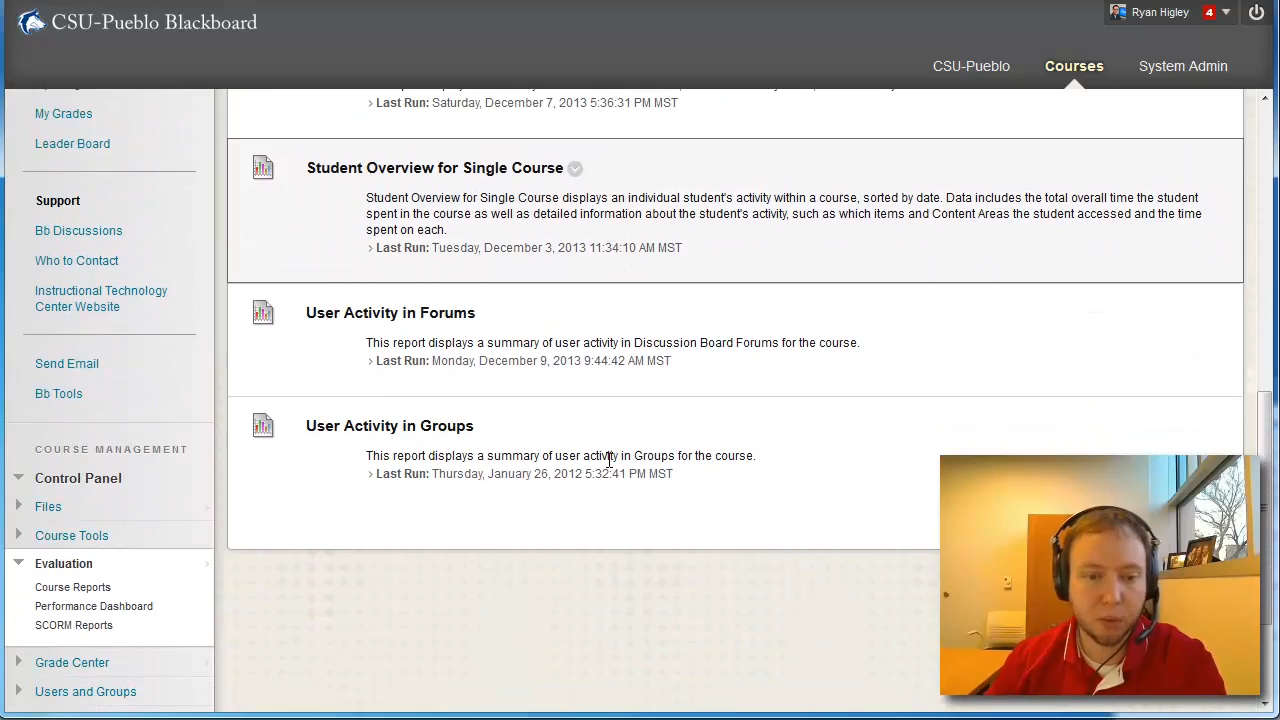 CSU-Pueblo Blackboard
Ryan Higley 4
CSU-Pueblo Courses System Admin
My Grades
Leader Board
Support
Bb Discussions
Who to Contact
Instructional Technology
Center Website
Send Email
Bb Tools
COURSE MANAGEMENT
Control Panel
Files
Course Tools
Evaluation
Course Reports
Performance Dashboard
SCORM Reports
Grade Center
Users and Groups
Last Run: Saturday, December 7, 2013 5:36:31 PM MST
Student Overview for Single Course
Student Overview for Single Course displays an individual student's activity within a course, sorted by date. Data includes the total overall time the student
spent in the course as well as detailed information about the student's activity, such as which items and Content Areas the student accessed and the time
spent on each.
Last Run: Tuesday, December 3, 2013 11:34:10 AM MST
User Activity in Forums
This report displays a summary of user activity in Discussion Board Forums for the course.
Last Run: Monday, December 9, 2013 9:44:42 AM MST
User Activity in Groups
This report displays a summary of user activity in Groups for the course.
Last Run: Thursday, January 26, 2012 5:32:41 PM MST